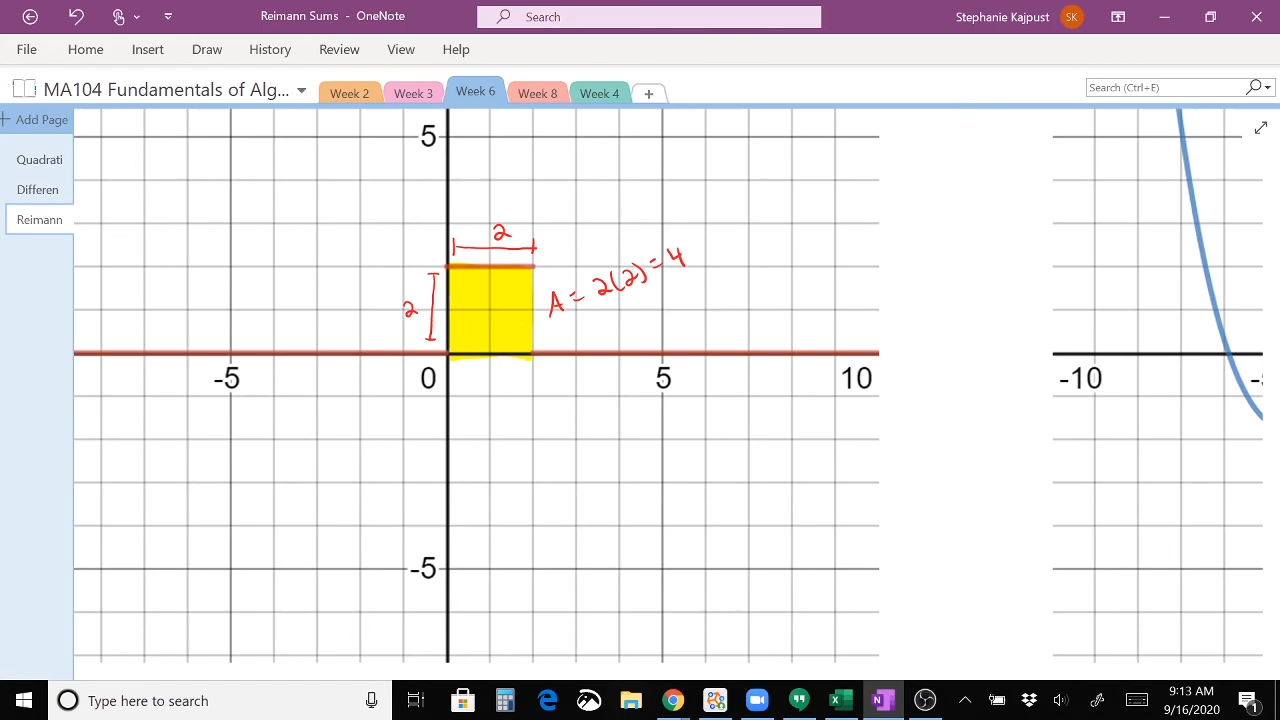 Reimann Sums - OneNote
Search
Stephanie Kajpust SK
File Home Insert Draw History Review View Help
MA104 Fundamentals of Alg...
Week 2 Week 3 Week 6 Week 8 Week 4 +
Search (Ctrl+E)
+ Add Page
Quadrati
Differen
Reimann
5
2
2
A = 2(2) = 4
-5 0 5 10
-10 -5
-5
Type here to search
9:13 AM
9/16/2020
1